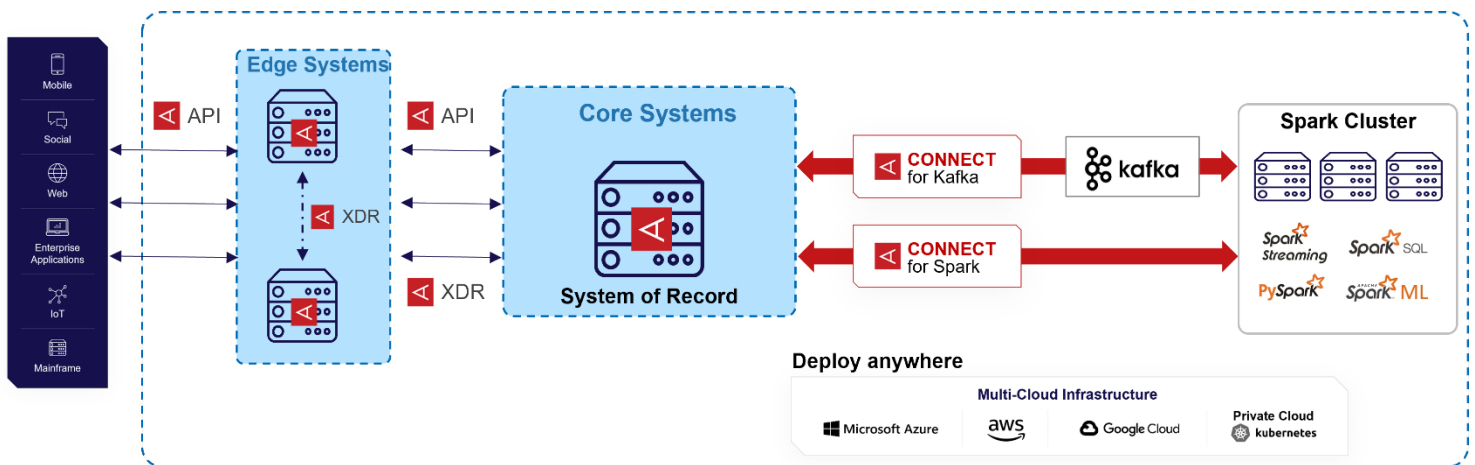 Mobile
Social
Web
Enterprise
Applications
IoT
Mainframe
API
Edge Systems
XDR
API
XDR
Core Systems
System of Record
CONNECT
for Kafka
kafka
CONNECT
for Spark
Spark Cluster
Spark
Streaming
Spark SQL
PySpark
APACHE
Spark ML
Deploy anywhere
Multi-Cloud Infrastructure
Microsoft Azure
aws
Google Cloud
Private Cloud
kubernetes